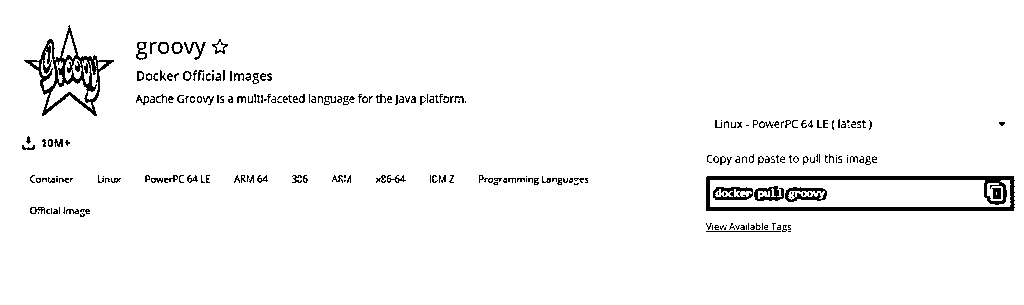 Groovy
groovy ☆
Docker Official Images
Apache Groovy is a multi-faceted language for the Java platform.
10M+
Container Linux PowerPC 64 LE ARM 64 386 ARM x86-64 IBM Z Programming Languages
Official Image
Linux - PowerPC 64 LE ( latest )
Copy and paste to pull this image
docker pull groovy
View Available Tags